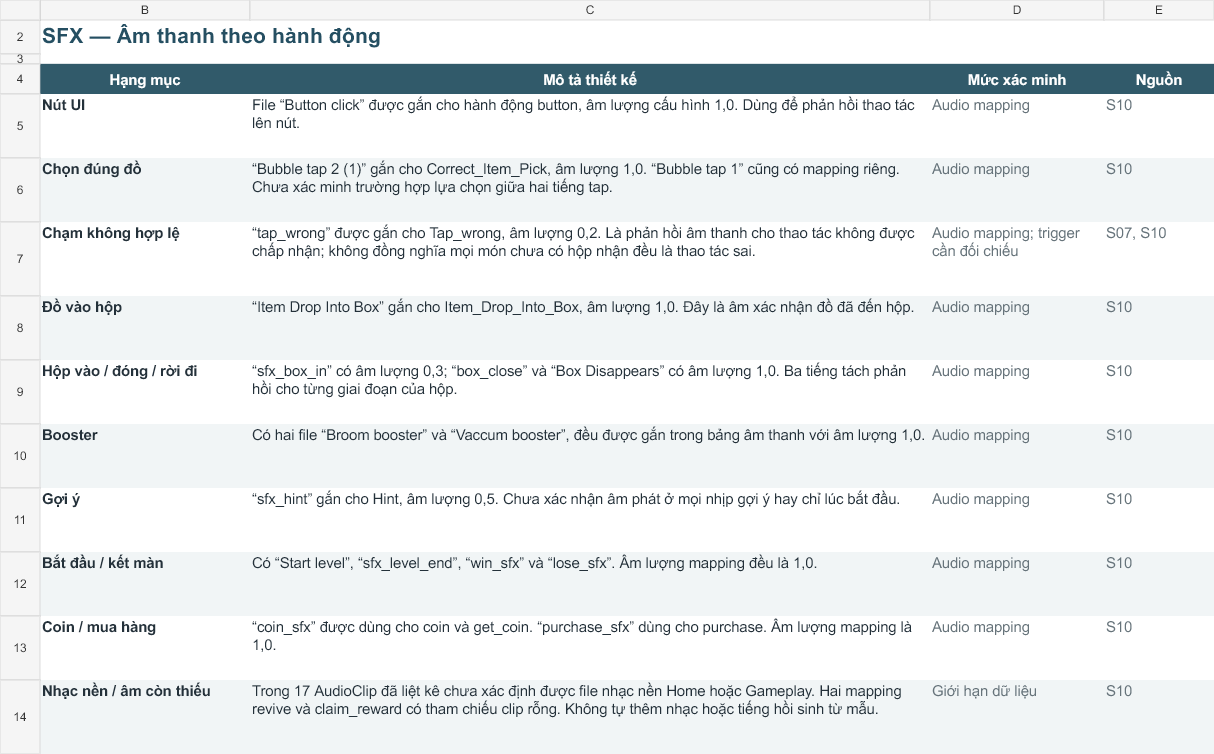 B C D E
2 SFX — Âm thanh theo hành động
3
4 Hạng mục Mô tả thiết kế Mức xác minh Nguồn
5 Nút UI File “Button click” được gắn cho hành động button, âm lượng cấu hình 1,0. Dùng để phản hồi thao tác Audio mapping S10
lên nút.
6 Chọn đúng đồ “Bubble tap 2 (1)” gắn cho Correct_Item_Pick, âm lượng 1,0. “Bubble tap 1” cũng có mapping riêng. Audio mapping S10
Chưa xác minh trường hợp lựa chọn giữa hai tiếng tap.
7 Chạm không hợp lệ “tap_wrong” được gắn cho Tap_wrong, âm lượng 0,2. Là phản hồi âm thanh cho thao tác không được Audio mapping; trigger S07, S10
chấp nhận; không đồng nghĩa mọi món chưa có hộp nhận đều là thao tác sai. cần đối chiếu
8 Đồ vào hộp “Item Drop Into Box” gắn cho Item_Drop_Into_Box, âm lượng 1,0. Đây là âm xác nhận đồ đã đến hộp. Audio mapping S10
9 Hộp vào / đóng / rời đi “sfx_box_in” có âm lượng 0,3; “box_close” và “Box Disappears” có âm lượng 1,0. Ba tiếng tách phản Audio mapping S10
hồi cho từng giai đoạn của hộp.
10 Booster Có hai file “Broom booster” và “Vaccum booster”, đều được gắn trong bảng âm thanh với âm lượng 1,0. Audio mapping S10
11 Gợi ý “sfx_hint” gắn cho Hint, âm lượng 0,5. Chưa xác nhận âm phát ở mọi nhịp gợi ý hay chỉ lúc bắt đầu. Audio mapping S10
12 Bắt đầu / kết màn Có “Start level”, “sfx_level_end”, “win_sfx” và “lose_sfx”. Âm lượng mapping đều là 1,0. Audio mapping S10
13 Coin / mua hàng “coin_sfx” được dùng cho coin và get_coin. “purchase_sfx” dùng cho purchase. Âm lượng mapping là Audio mapping S10
1,0.
14 Nhạc nền / âm còn thiếu Trong 17 AudioClip đã liệt kê chưa xác định được file nhạc nền Home hoặc Gameplay. Hai mapping Giới hạn dữ liệu S10
revive và claim_reward có tham chiếu clip rỗng. Không tự thêm nhạc hoặc tiếng hồi sinh từ mẫu.